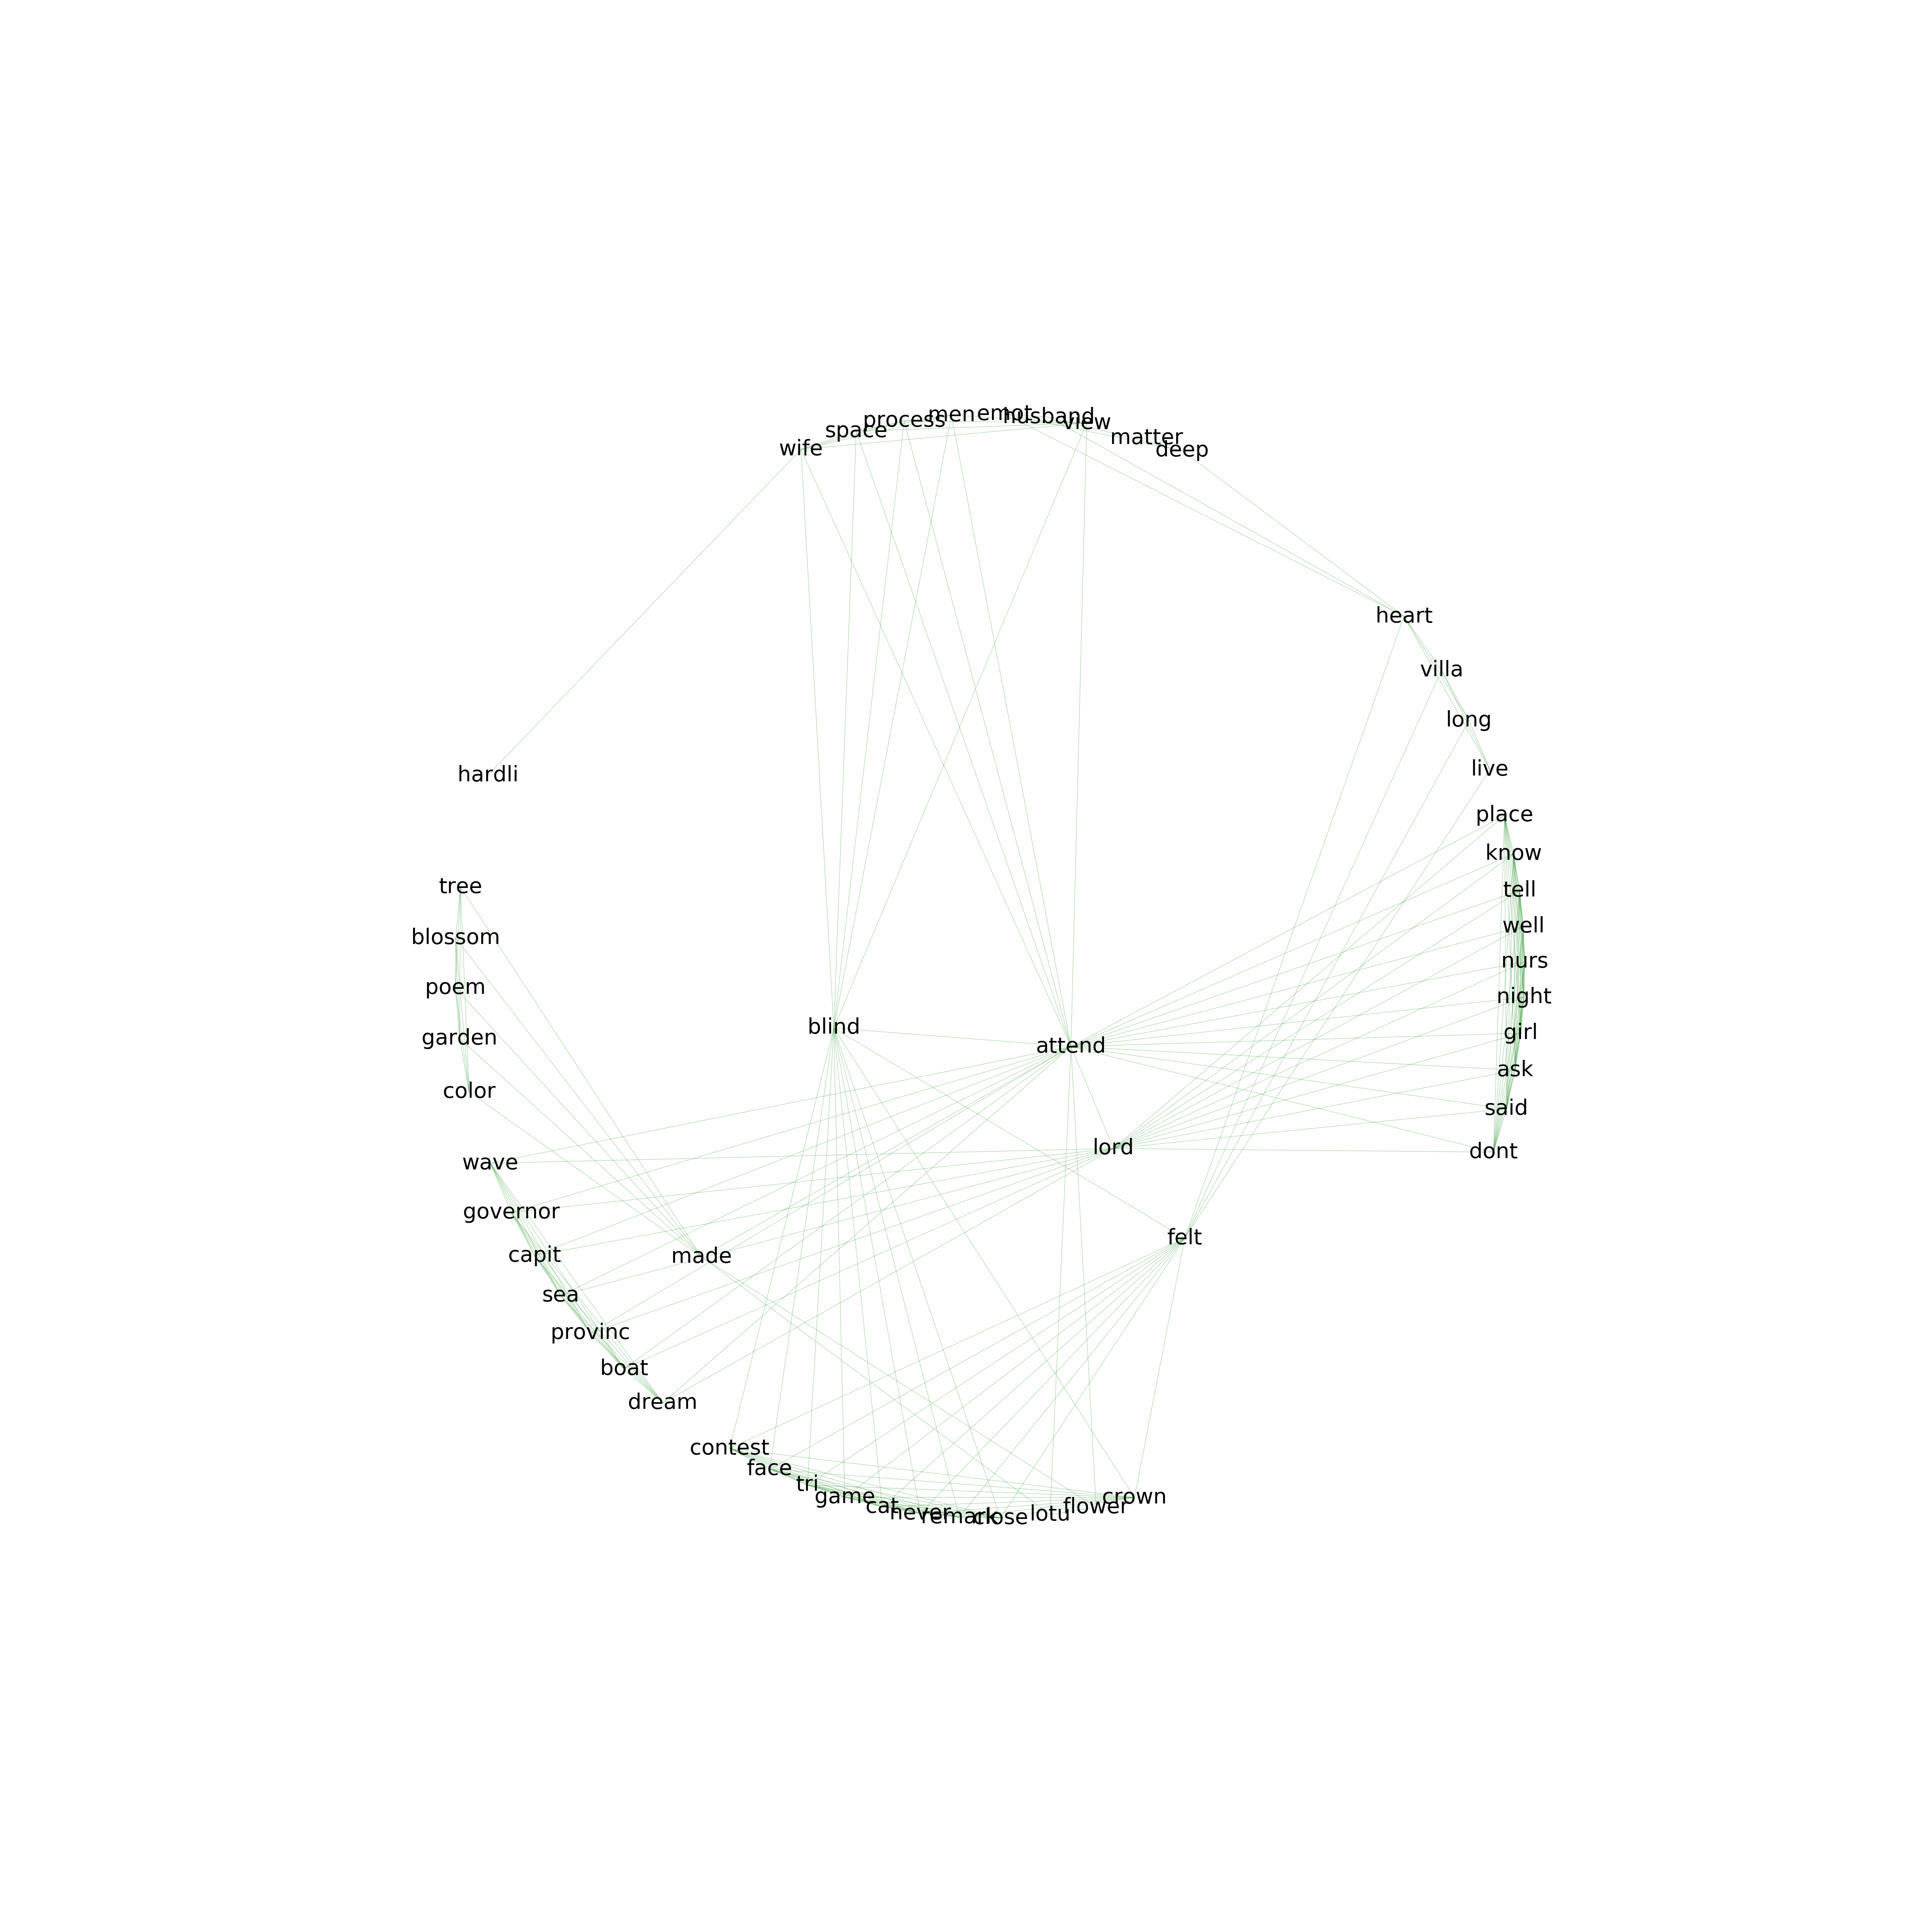 men
emot
husband
process
view
space
matter
wife
deep
heart
villa
long
live
hardli
place
know
tree
tell
well
blossom
nurs
poem
night
blind
girl
garden
attend
ask
color
said
lord
dont
wave
governor
felt
capit
made
sea
provinc
boat
dream
contest
face
tri
game
crown
cat
flower
never
lotu
remark
close